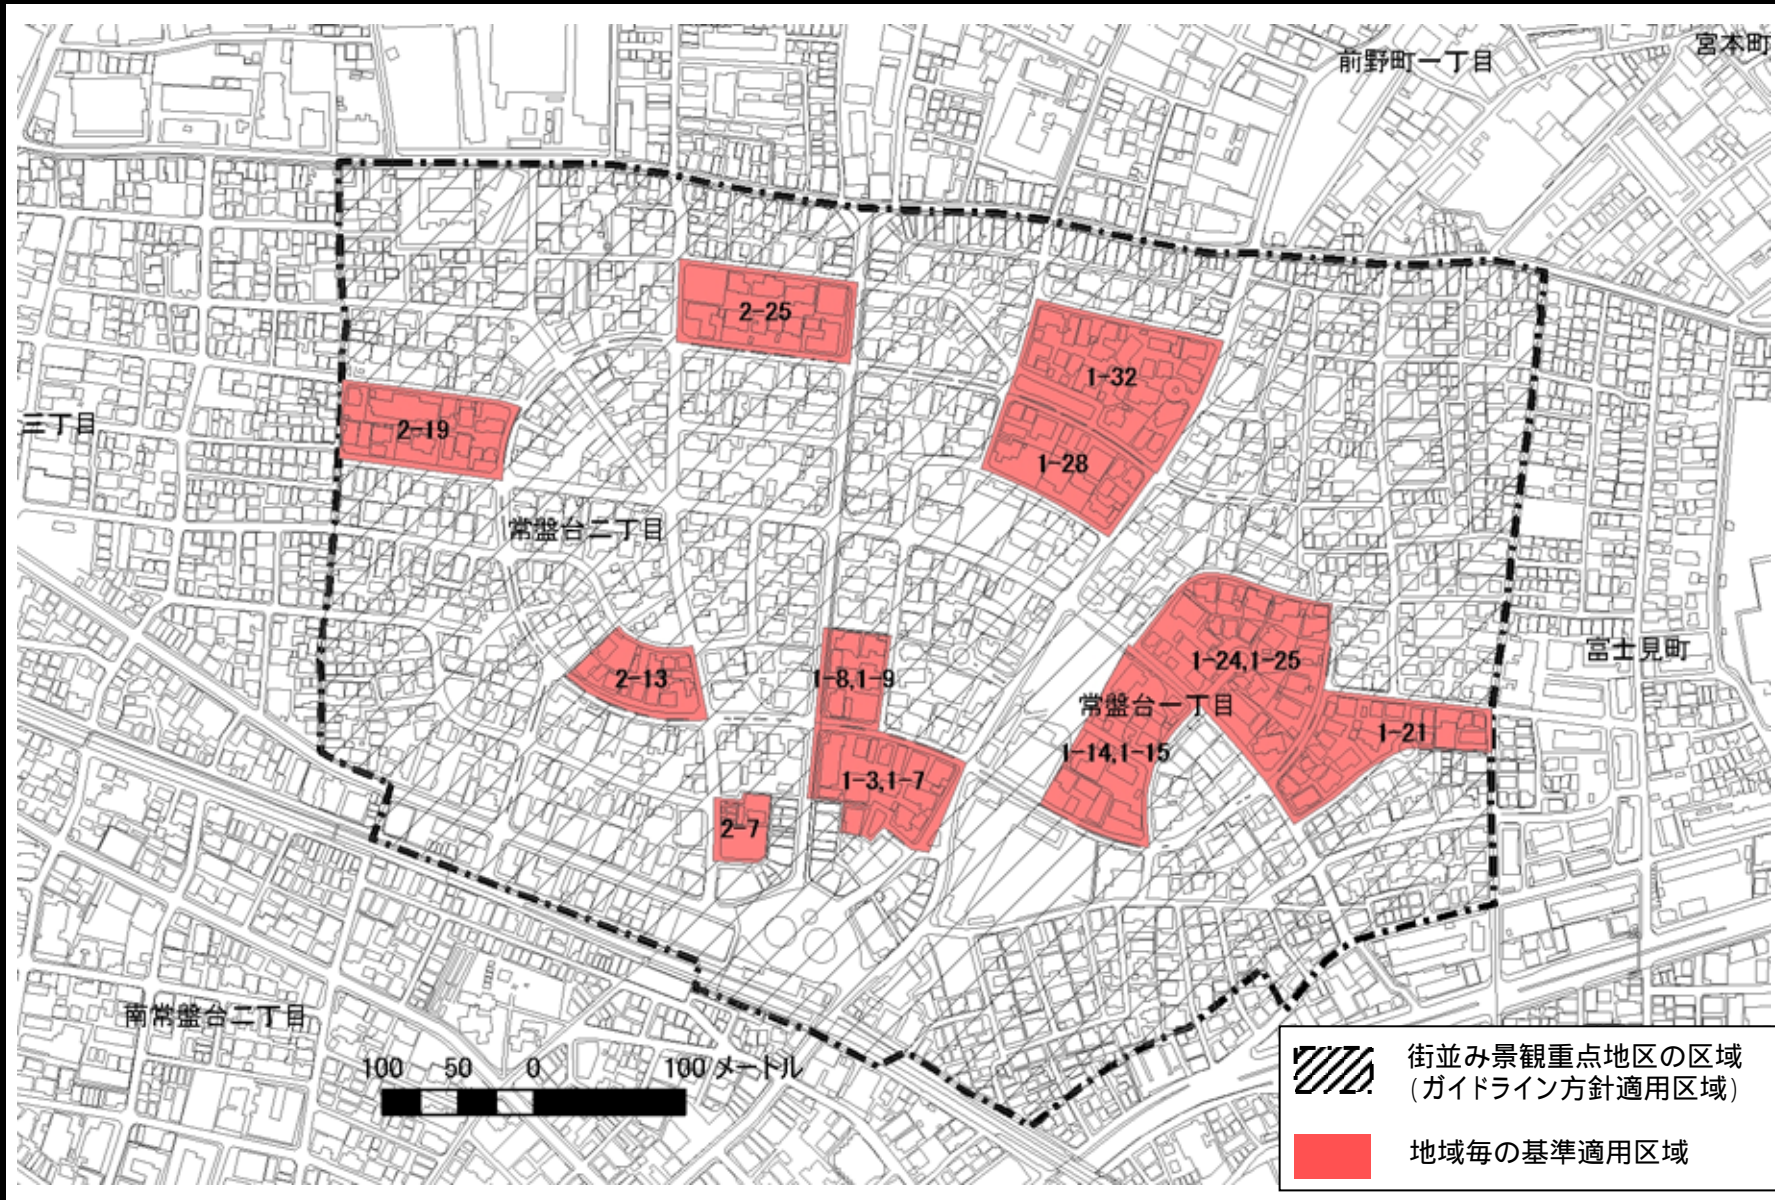 宮本町
前野町一丁目
2-25
1-32
三丁目
2-19
1-28
常盤台二丁目
富士見町
2-13
1-8,1-9
1-24,1-25
常盤台一丁目
1-21
1-14,1-15
1-3,1-7
2-7
南常盤台二丁目
100 50 0 100 メートル
街並み景観重点地区の区域
(ガイドライン方針適用区域)
地域毎の基準適用区域